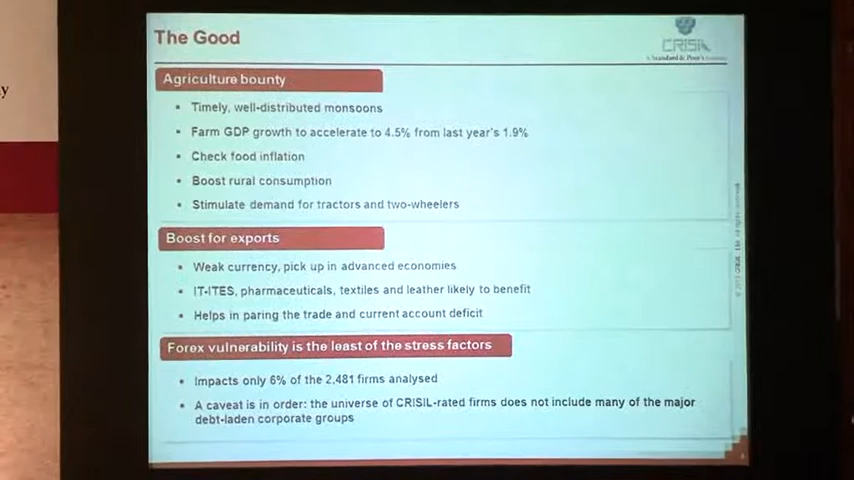 The Good
CRISIL
A Standard & Poor's
Agriculture bounty
Timely, well-distributed monsoons
Farm GDP growth to accelerate to 4.5% from last year's 1.9%
Check food inflation
Boost rural consumption
Stimulate demand for tractors and two-wheelers
Boost for exports
Weak currency, pick up in advanced economies
IT-ITES, pharmaceuticals, textiles and leather likely to benefit
Helps in paring the trade and current account deficit
Forex vulnerability is the least of the stress factors
Impacts only 6% of the 2,481 firms analysed
A caveat is in order: the universe of CRISIL-rated firms does not include many of the major
debt-laden corporate groups